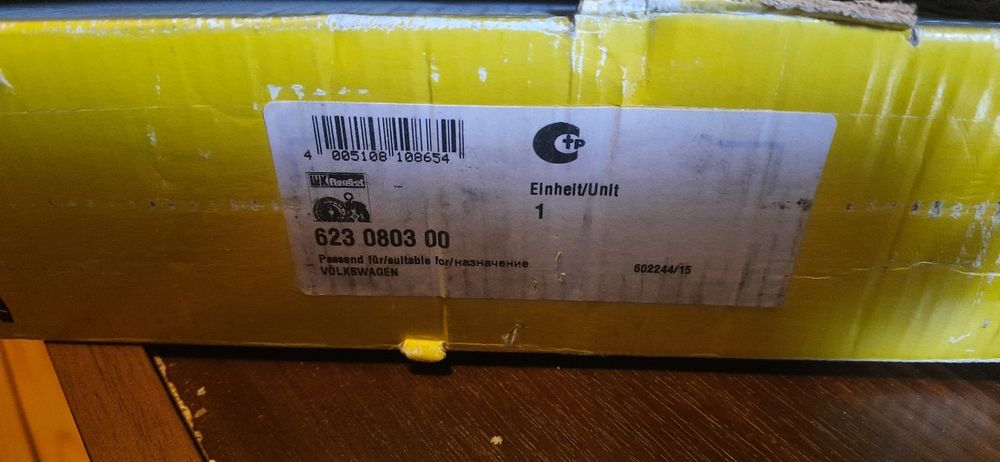 4 005108 108654
LuK RepSet
Einheit/Unit
1
623 0803 00
Passend für/suitable for/назначение
VOLKSWAGEN
602244/15